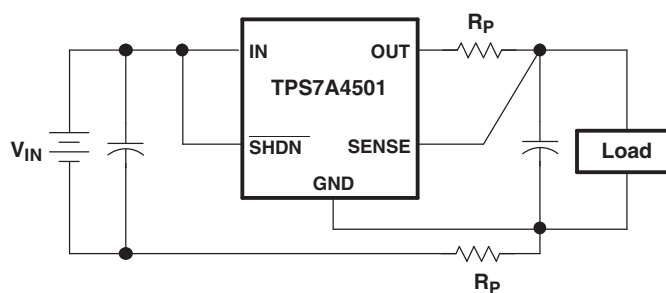 R_P
IN
OUT
TPS7A4501
V_IN
SHDN
SENSE
Load
GND
R_P